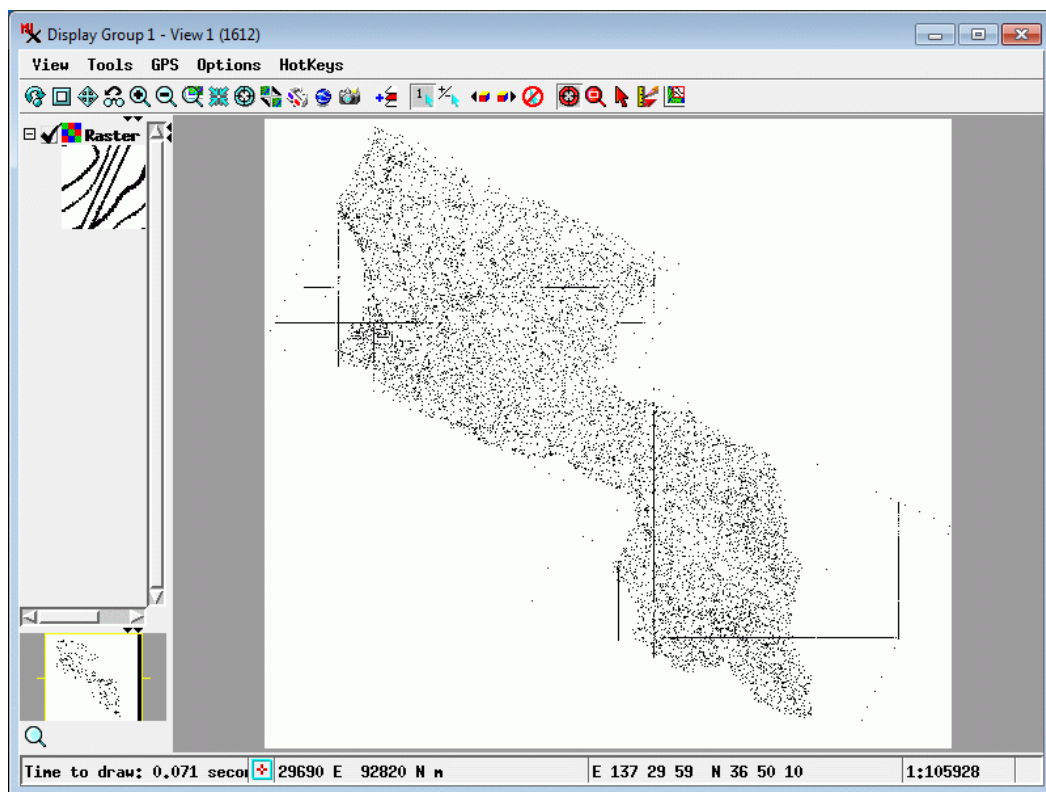 Display Group 1 - View 1 (1612)
View Tools GPS Options HotKeys
Raster
Time to draw: 0.071 secon
29690 E 92820 N m
E 137 29 59 N 36 50 10
1:105928